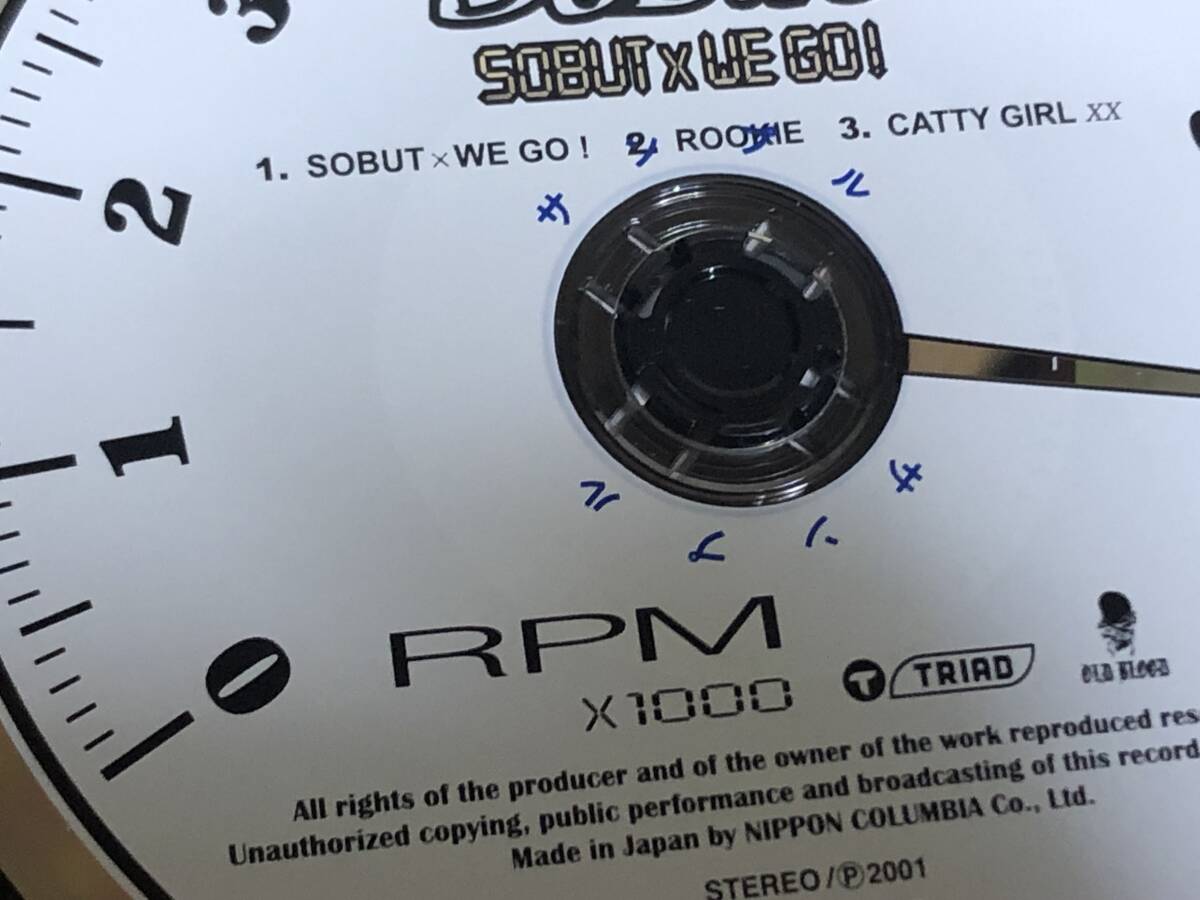 3
SOBUT X WE GO!
1. SOBUT × WE GO ! 2. ROOKIE 3. CATTY GIRL XX
2
1
0
RPM
X1000
T TRIAD
OLD BLOOD
All rights of the producer and of the owner of the work reproduced res
Unauthorized copying, public performance and broadcasting of this record
Made in Japan by NIPPON COLUMBIA Co., Ltd.
STEREO / Ⓟ 2001